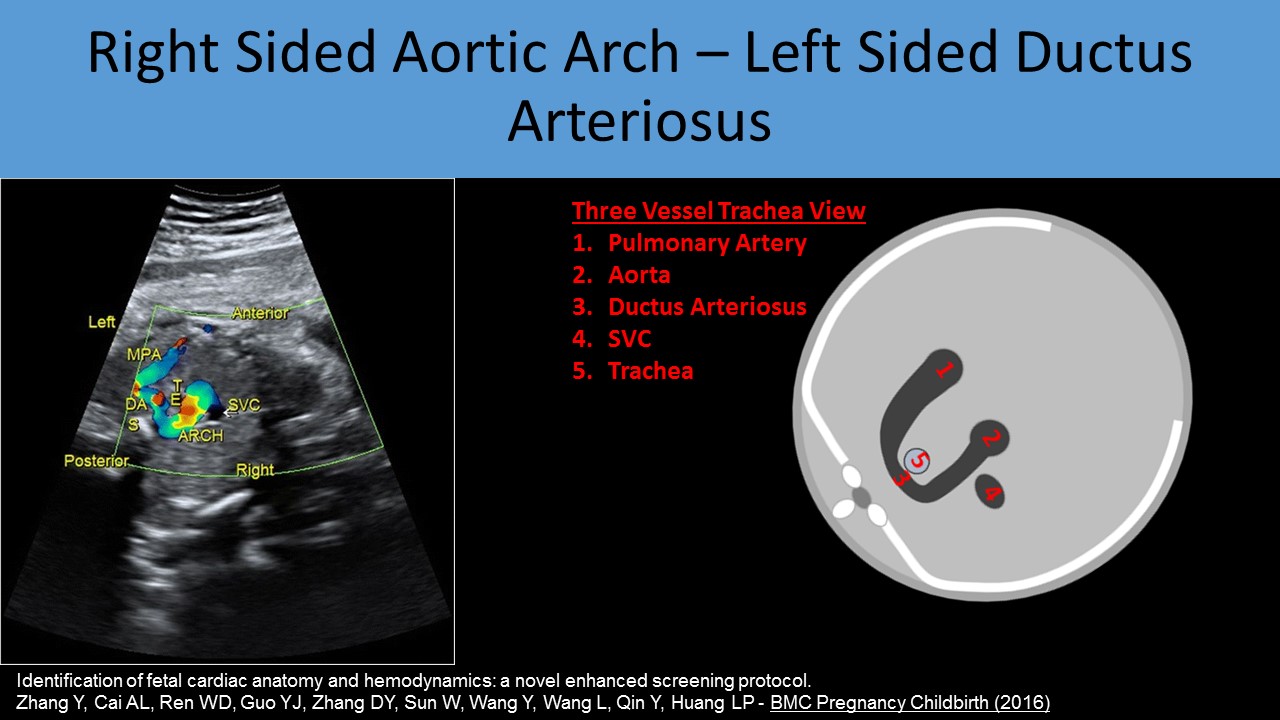 Right Sided Aortic Arch – Left Sided Ductus
Arteriosus
Left
Anterior
MPA
T
E
DA
SVC
S
ARCH
Posterior
Right
Three Vessel Trachea View
1. Pulmonary Artery
2. Aorta
3. Ductus Arteriosus
4. SVC
5. Trachea
1
2
5
3
4
Identification of fetal cardiac anatomy and hemodynamics: a novel enhanced screening protocol.
Zhang Y, Cai AL, Ren WD, Guo YJ, Zhang DY, Sun W, Wang Y, Wang L, Qin Y, Huang LP - BMC Pregnancy Childbirth (2016)